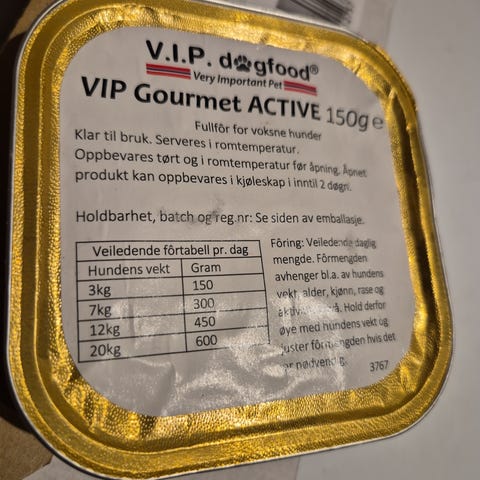 V.I.P. dogfood®
Very Important Pet
VIP Gourmet ACTIVE 150g e
Fullfôr for voksne hunder
Klar til bruk. Serveres i romtemperatur.
Oppbevares tørt og i romtemperatur før åpning. Åpnet
produkt kan oppbevares i kjøleskap i inntil 2 døgn.
Holdbarhet, batch og reg.nr: Se siden av emballasje.
Veiledende fôrtabell pr. dag
Hundens vekt Gram
3kg 150
7kg 300
12kg 450
20kg 600
Fôring: Veiledende daglig
mengde. Fôrmengden
avhenger bl.a. av hundens
vekt, alder, kjønn, rase og
Hold derfor
øye med hundens vekt og
juster fôrmengden hvis det
3767